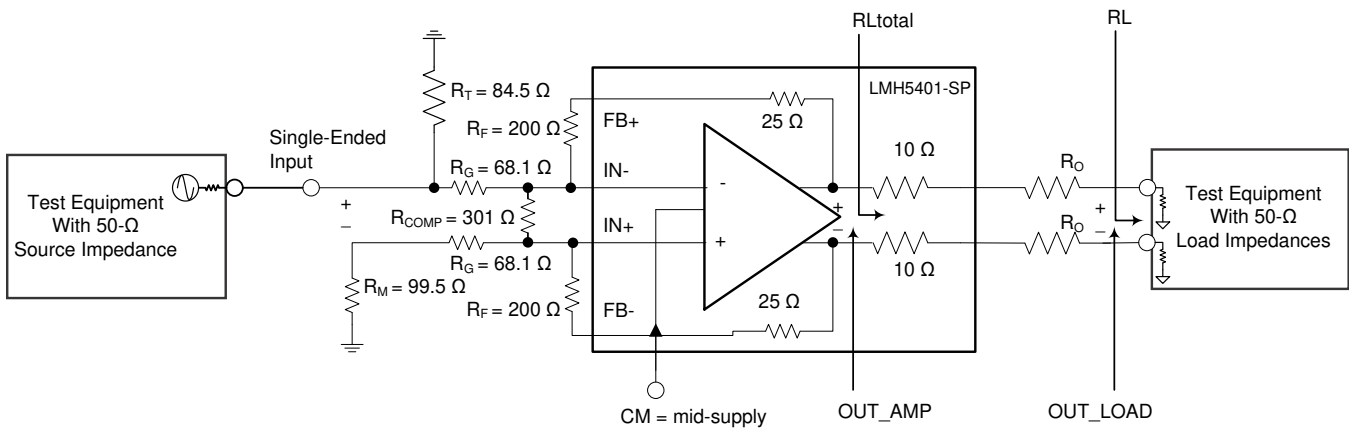 RLtotal
RL
LMH5401-SP
R_T = 84.5 Ω
25 Ω
FB+
R_F = 200 Ω
Single-Ended
Input
10 Ω
R_O
R_G = 68.1 Ω
IN-
-
Test Equipment
With 50-Ω
Source Impedance
+
-
R_COMP = 301 Ω
IN+
+
-
+
-
Test Equipment
With 50-Ω
Load Impedances
R_G = 68.1 Ω
+
R_O
10 Ω
R_M = 99.5 Ω
R_F = 200 Ω
FB-
25 Ω
CM = mid-supply
OUT_AMP
OUT_LOAD